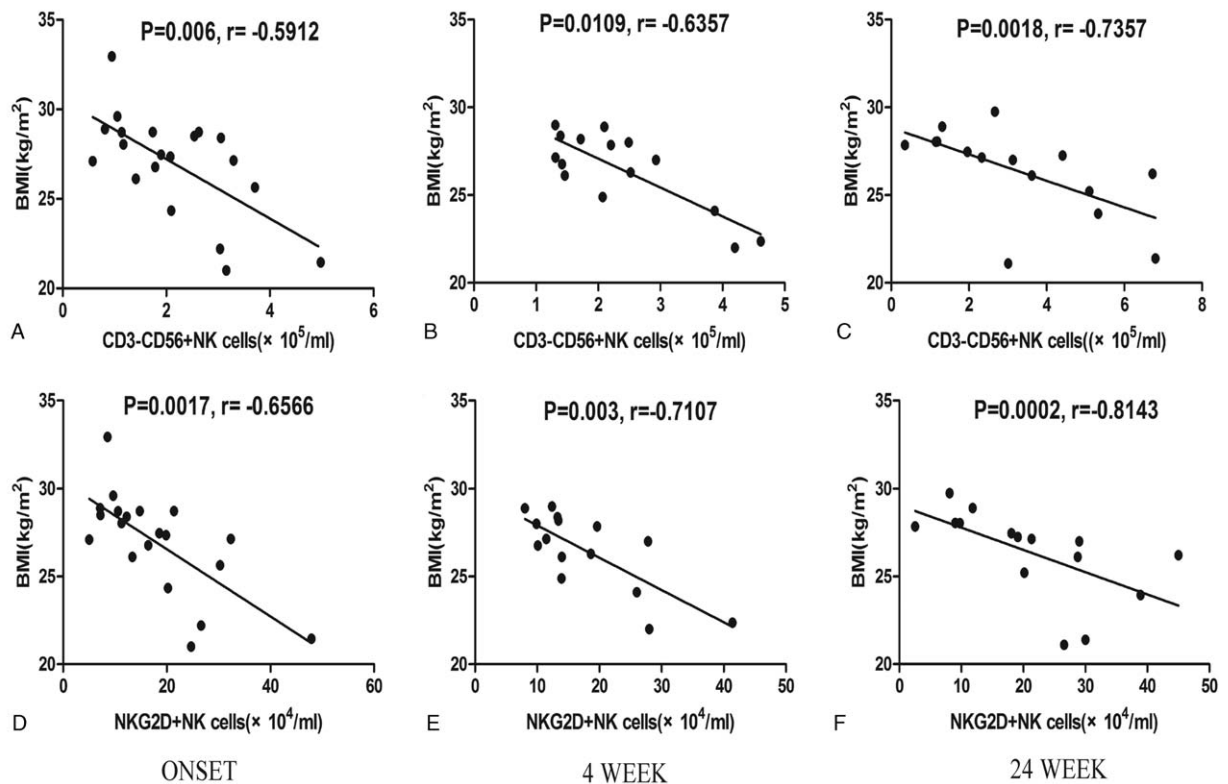 P=0.006, r= -0.5912
35
30
25
20
BMI(kg/m²)
0 2 4 6
A
CD3-CD56+NK cells(× 10⁵/ml)
P=0.0109, r= -0.6357
35
30
25
20
BMI(kg/m²)
0 1 2 3 4 5
B
CD3-CD56+NK cells(× 10⁵/ml)
P=0.0018, r= -0.7357
35
30
25
20
BMI(kg/m²)
0 2 4 6 8
C
CD3-CD56+NK cells((× 10⁵/ml)
P=0.0017, r= -0.6566
35
30
25
20
BMI(kg/m²)
0 20 40 60
D
NKG2D+NK cells(× 10⁴/ml)
P=0.003, r=-0.7107
35
30
25
20
BMI(kg/m²)
0 10 20 30 40 50
E
NKG2D+NK cells(× 10⁴/ml)
P=0.0002, r=-0.8143
35
30
25
20
BMI(kg/m²)
0 10 20 30 40 50
F
NKG2D+NK cells(× 10⁴/ml)
ONSET
4 WEEK
24 WEEK